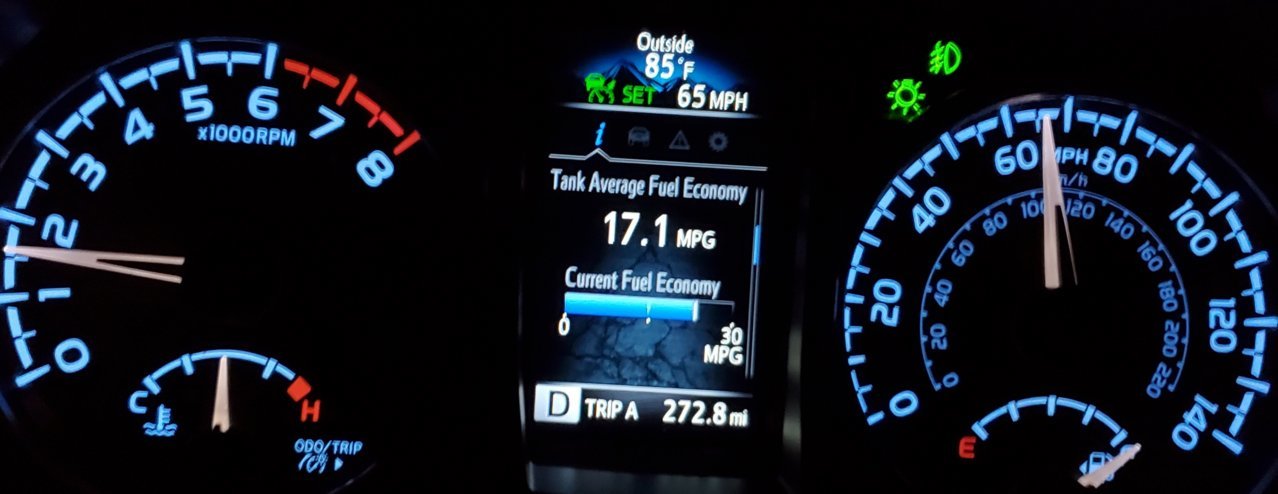 0
1
2
3
4
5
6
7
8
x1000RPM
C
H
ODO/TRIP
Outside
85°F
SET 65 MPH
i
Tank Average Fuel Economy
17.1 MPG
Current Fuel Economy
0
30
MPG
D TRIP A 272.8 mi
0
20
40
60
80
100
120
140
MPH
km/h
0
20
40
60
80
100
120
140
160
180
200
220
E